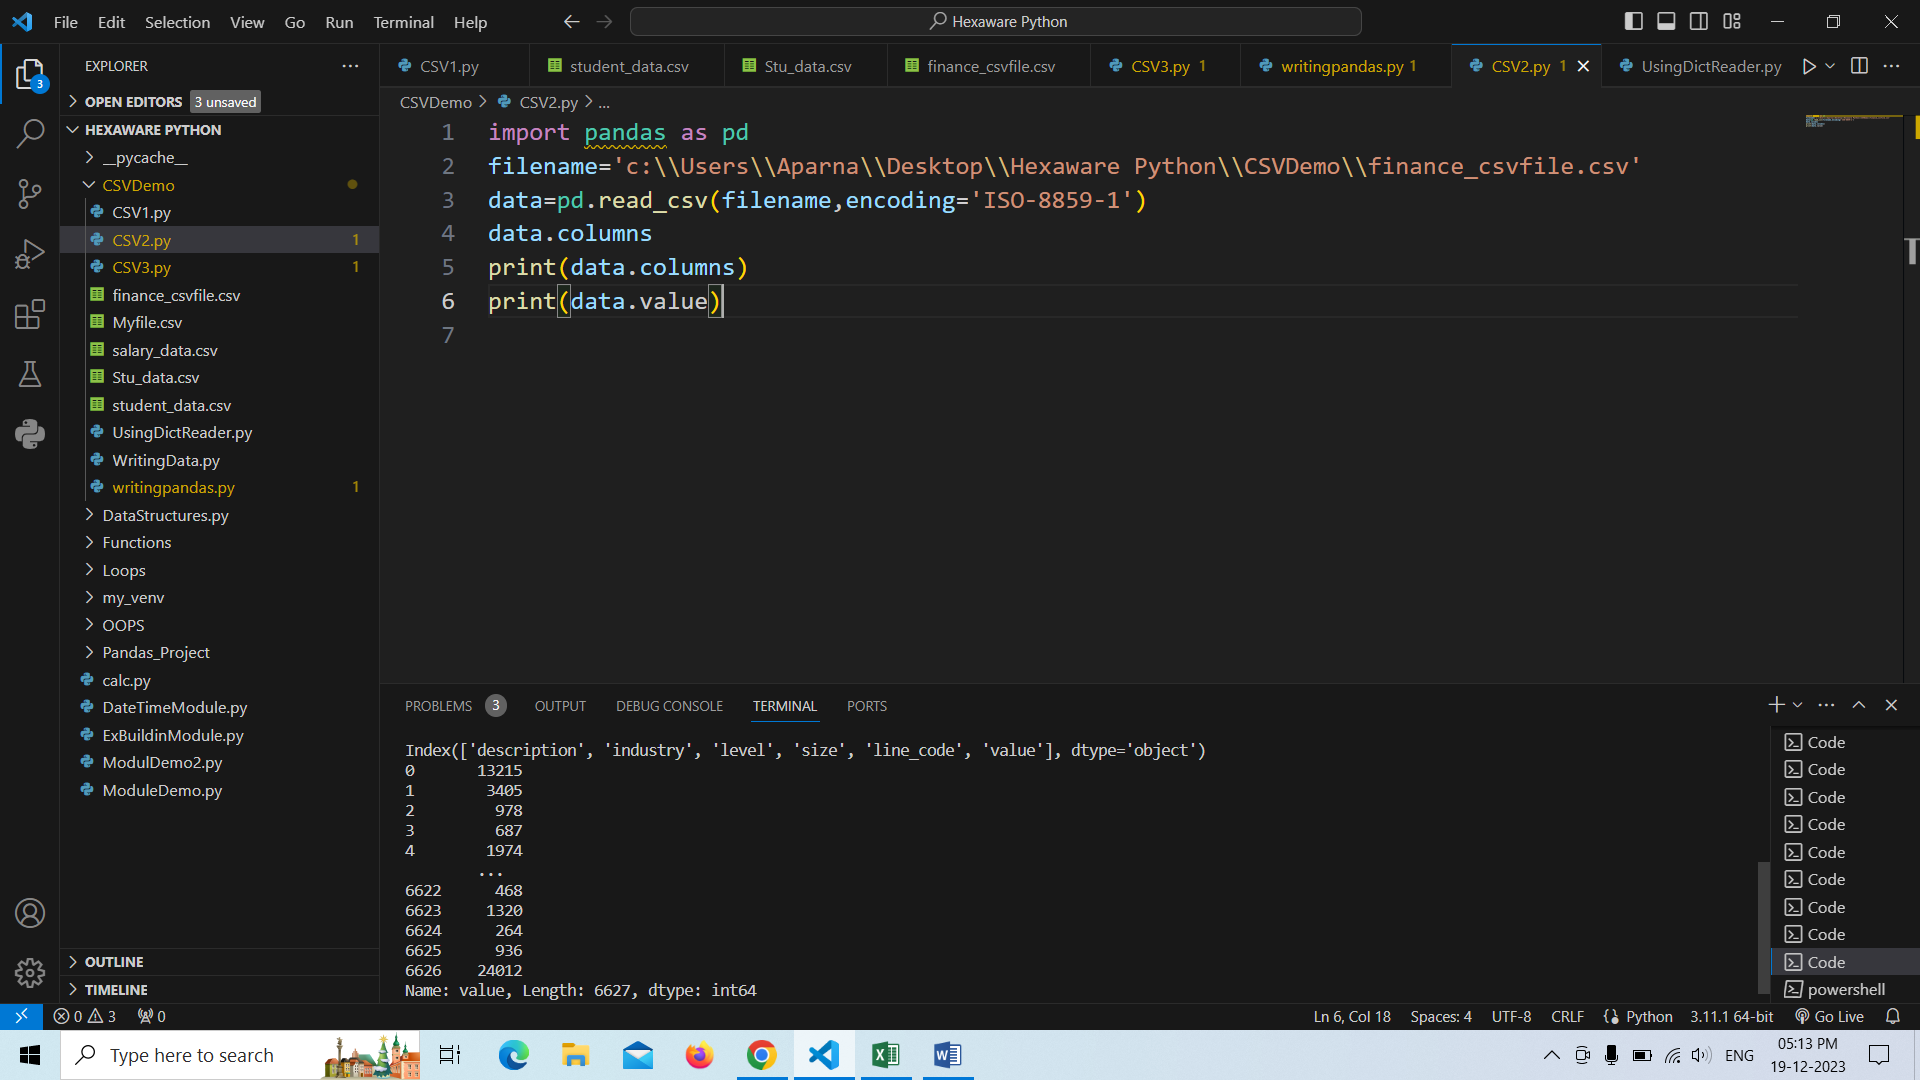 File Edit Selection View Go Run Terminal Help
Hexaware Python
EXPLORER
CSV1.py
student_data.csv
Stu_data.csv
finance_csvfile.csv
CSV3.py 1
writingpandas.py 1
CSV2.py 1
UsingDictReader.py
3
OPEN EDITORS 3 unsaved
HEXAWARE PYTHON
__pycache__
CSVDemo
CSV1.py
CSV2.py 1
CSV3.py 1
finance_csvfile.csv
Myfile.csv
salary_data.csv
Stu_data.csv
student_data.csv
UsingDictReader.py
WritingData.py
writingpandas.py 1
DataStructures.py
Functions
Loops
my_venv
OOPS
Pandas_Project
calc.py
DateTimeModule.py
ExBuildinModule.py
ModulDemo2.py
ModuleDemo.py
OUTLINE
TIMELINE
CSVDemo > CSV2.py > ...
1 import pandas as pd
2 filename='c:\\Users\\Aparna\\Desktop\\Hexaware Python\\CSVDemo\\finance_csvfile.csv'
3 data=pd.read_csv(filename,encoding='ISO-8859-1')
4 data.columns
5 print(data.columns)
6 print(data.value)
7
PROBLEMS 3 OUTPUT DEBUG CONSOLE TERMINAL PORTS
Index(['description', 'industry', 'level', 'size', 'line_code', 'value'], dtype='object')
0 13215
1 3405
2 978
3 687
4 1974
...
6622 468
6623 1320
6624 264
6625 936
6626 24012
Name: value, Length: 6627, dtype: int64
Code
Code
Code
Code
Code
Code
Code
Code
Code
powershell
0 3 0
Ln 6, Col 18 Spaces: 4 UTF-8 CRLF Python 3.11.1 64-bit Go Live
Type here to search
ENG
05:13 PM
19-12-2023